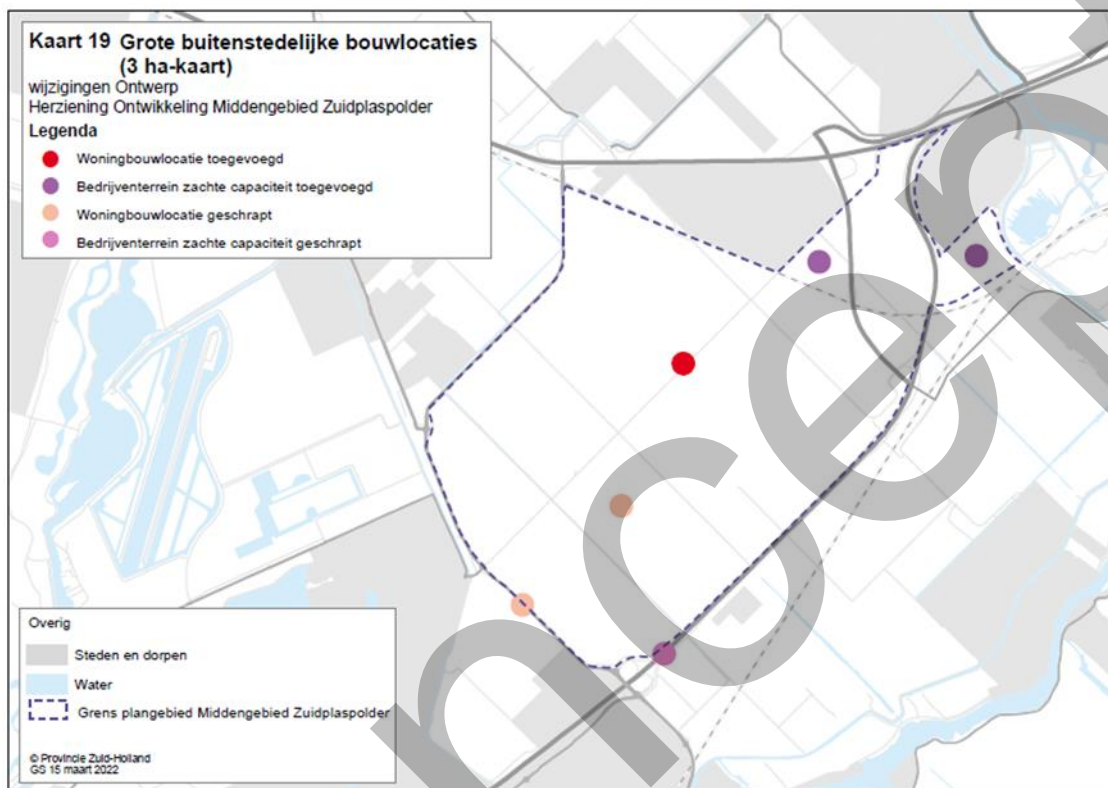 Kaart 19 Grote buitenstedelijke bouwlocaties
(3 ha-kaart)
wijzigingen Ontwerp
Herziening Ontwikkeling Middengebied Zuidplaspolder
Legenda
Woningbouwlocatie toegevoegd
Bedrijventerrein zachte capaciteit toegevoegd
Woningbouwlocatie geschrapt
Bedrijventerrein zachte capaciteit geschrapt
Overig
Steden en dorpen
Water
Grens plangebied Middengebied Zuidplaspolder
© Provincie Zuid-Holland
GS 15 maart 2022
ncep